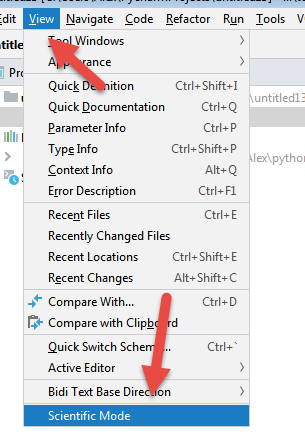 Edit View Navigate Code Refactor Run Tools
Tool Windows
Appearance
Quick Definition Ctrl+Shift+I
Quick Documentation Ctrl+Q
\untitled13
Parameter Info Ctrl+P
Type Info Ctrl+Shift+P
Context Info Alt+Q
Alex\python
Error Description Ctrl+F1
Recent Files Ctrl+E
Recently Changed Files
Recent Locations Ctrl+Shift+E
Recent Changes Alt+Shift+C
Compare With... Ctrl+D
Compare with Clipboard
Quick Switch Scheme... Ctrl+`
Active Editor
Bidi Text Base Direction
Scientific Mode